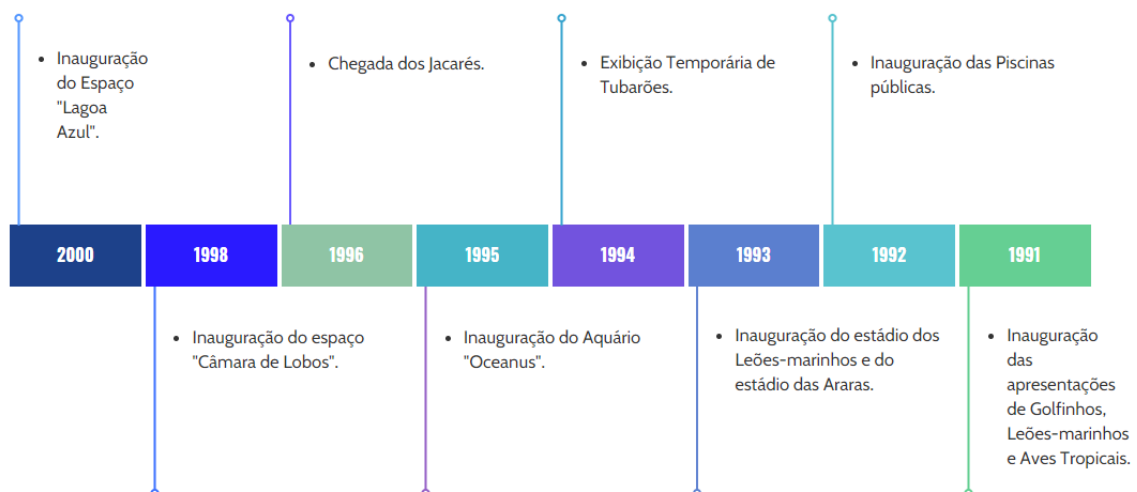 • Inauguração
do Espaço
"Lagoa
Azul".
• Chegada dos Jacarés.
• Exibição Temporária de
Tubarões.
• Inauguração das Piscinas
públicas.
2000
1998
1996
1995
1994
1993
1992
1991
• Inauguração do espaço
"Câmara de Lobos".
• Inauguração do Aquário
"Oceanus".
• Inauguração do estádio dos
Leões-marinhos e do
estádio das Araras.
• Inauguração
das
apresentações
de Golfinhos,
Leões-marinhos
e Aves Tropicais.